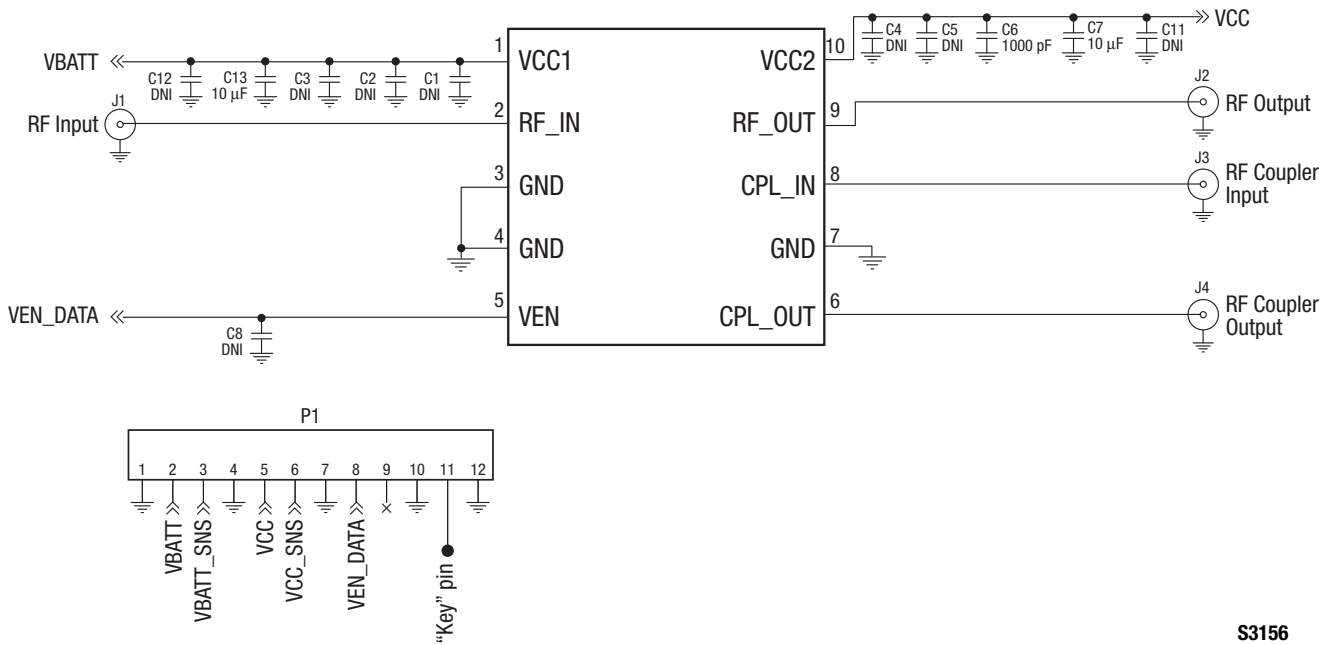 VCC
C4
DNI
C5
DNI
C6
1000 pF
C7
10 μF
C11
DNI
VBATT
C12
DNI
C13
10 μF
C3
DNI
C2
DNI
C1
DNI
1
VCC1
VCC2
10
J2
RF Output
J1
RF Input
2
RF_IN
RF_OUT
9
J3
RF Coupler
Input
3
GND
CPL_IN
8
4
GND
GND
7
J4
RF Coupler
Output
VEN_DATA
C8
DNI
5
VEN
CPL_OUT
6
P1
1 2 3 4 5 6 7 8 9 10 11 12
VBATT
VBATT_SNS
VCC
VCC_SNS
VEN_DATA
“Key” pin
S3156